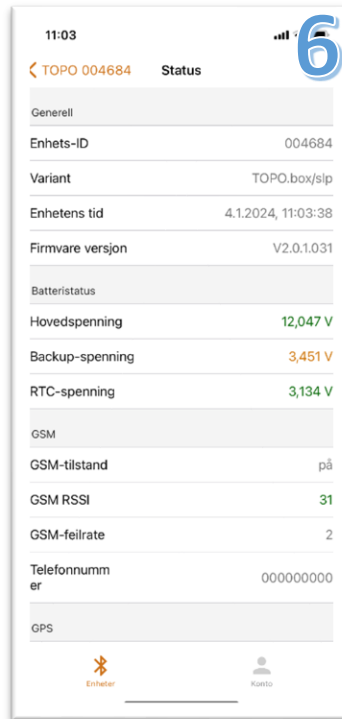 11:03
6
TOPO 004684 Status
Generell
Enhets-ID 004684
Variant TOPO.box/slp
Enhetens tid 4.1.2024, 11:03:38
Firmvare versjon V2.0.1.031
Batteristatus
Hovedspenning 12,047 V
Backup-spenning 3,451 V
RTC-spenning 3,134 V
GSM
GSM-tilstand på
GSM RSSI 31
GSM-feilrate 2
Telefonnumm
er 000000000
GPS
Enheter Konto